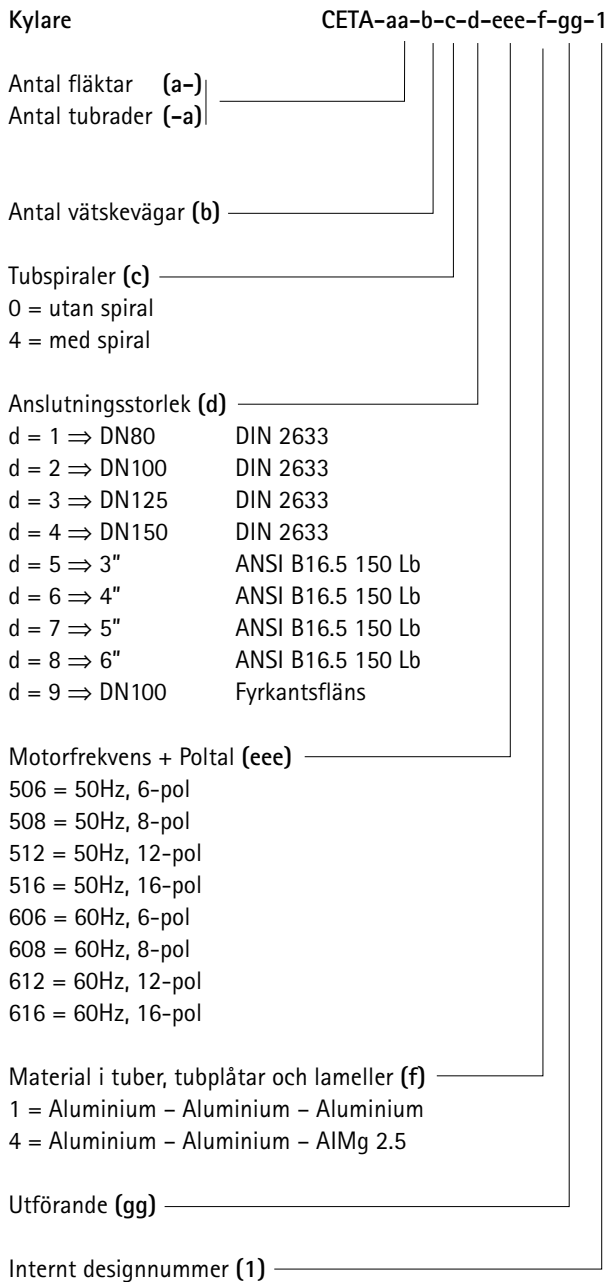 Kylare CETA-aa-b-c-d-eee-f-gg-1
Antal fläktar (a-)
Antal tubrader (-a)
Antal vätskevägar (b)
Tubspiraler (c)
0 = utan spiral
4 = med spiral
Anslutningsstorlek (d)
d = 1 ⇒ DN80 DIN 2633
d = 2 ⇒ DN100 DIN 2633
d = 3 ⇒ DN125 DIN 2633
d = 4 ⇒ DN150 DIN 2633
d = 5 ⇒ 3" ANSI B16.5 150 Lb
d = 6 ⇒ 4" ANSI B16.5 150 Lb
d = 7 ⇒ 5" ANSI B16.5 150 Lb
d = 8 ⇒ 6" ANSI B16.5 150 Lb
d = 9 ⇒ DN100 Fyrkantsfläns
Motorfrekvens + Poltal (eee)
506 = 50Hz, 6-pol
508 = 50Hz, 8-pol
512 = 50Hz, 12-pol
516 = 50Hz, 16-pol
606 = 60Hz, 6-pol
608 = 60Hz, 8-pol
612 = 60Hz, 12-pol
616 = 60Hz, 16-pol
Material i tuber, tubplåtar och lameller (f)
1 = Aluminium – Aluminium – Aluminium
4 = Aluminium – Aluminium – AlMg 2.5
Utförande (gg)
Internt designnummer (1)